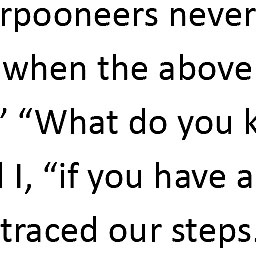 rpooneers never
when the above
” “What do you k
l I, “if you have a
traced our steps.